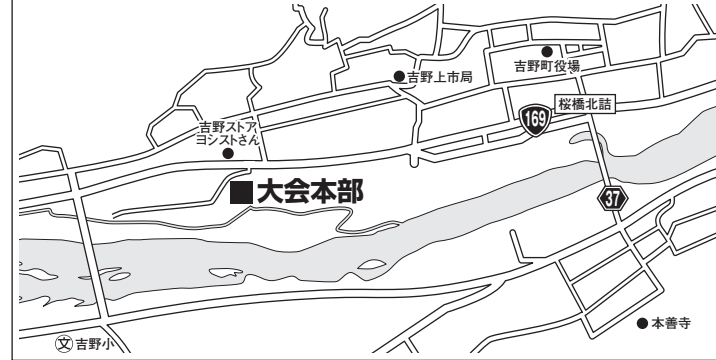 吉野町役場
吉野上市局
桜橋北詰
169
吉野ストア
ヨシストさん
大会本部
37
本善寺
文 吉野小